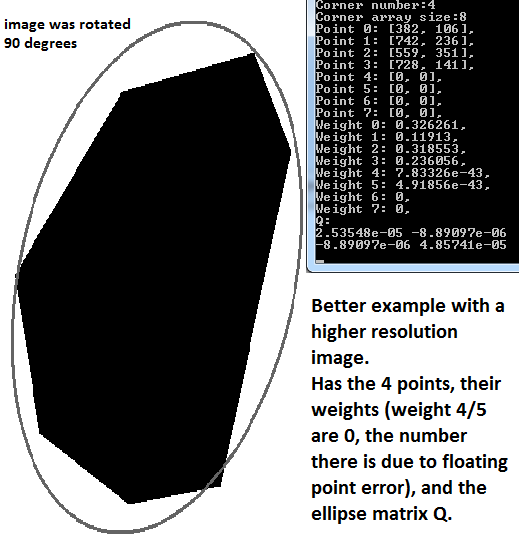 image was rotated
90 degrees
Corner number:4
Corner array size:8
Point 0: [382, 106],
Point 1: [742, 236],
Point 2: [559, 351],
Point 3: [728, 141],
Point 4: [0, 0],
Point 5: [0, 0],
Point 6: [0, 0],
Point 7: [0, 0],
Weight 0: 0.326261,
Weight 1: 0.11913,
Weight 2: 0.318553,
Weight 3: 0.236056,
Weight 4: 7.83326e-43,
Weight 5: 4.91856e-43,
Weight 6: 0,
Weight 7: 0,
Q:
2.53548e-05 -8.89097e-06
-8.89097e-06 4.85741e-05
Better example with a
higher resolution
image.
Has the 4 points, their
weights (weight 4/5
are 0, the number
there is due to floating
point error), and the
ellipse matrix Q.